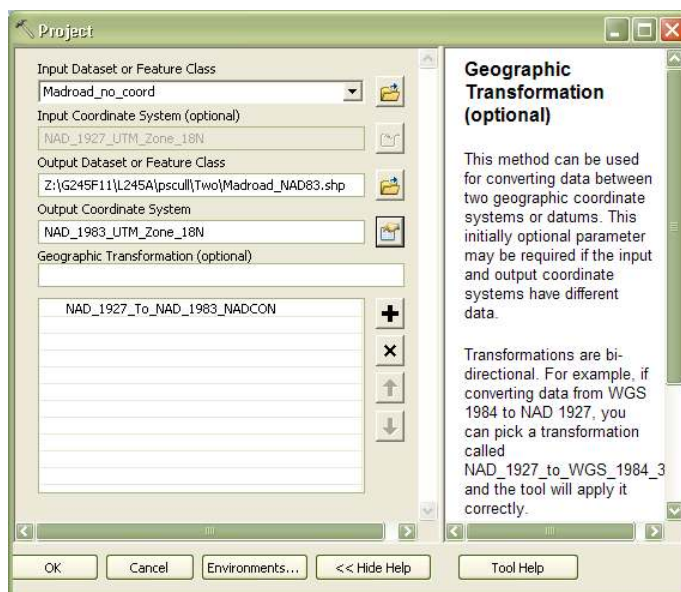 Project
Input Dataset or Feature Class
Madroad_no_coord
Input Coordinate System (optional)
NAD_1927_UTM_Zone_18N
Output Dataset or Feature Class
Z:\G245F11\L245A\pscull\Two\Madroad_NAD83.shp
Output Coordinate System
NAD_1983_UTM_Zone_18N
Geographic Transformation (optional)
NAD_1927_To_NAD_1983_NADCON
OK
Cancel
Environments...
<< Hide Help
Geographic
Transformation
(optional)
This method can be used
for converting data between
two geographic coordinate
systems or datums. This
initially optional parameter
may be required if the input
and output coordinate
systems have different
data.
Transformations are bi-
directional. For example, if
converting data from WGS
1984 to NAD 1927, you
can pick a transformation
called
NAD_1927_to_WGS_1984_3
and the tool will apply it
correctly.
Tool Help